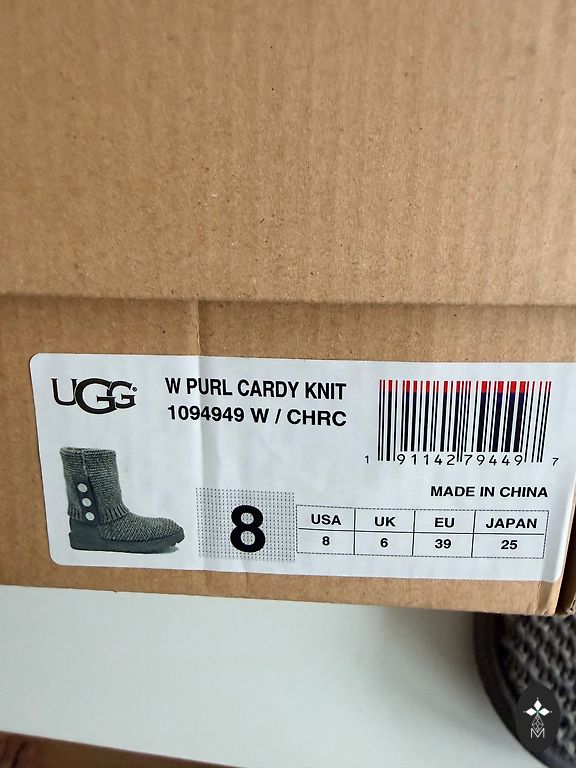 UGG®
W PURL CARDY KNIT
1094949 W / CHRC
1 91142 79449 7
MADE IN CHINA
8
USA UK EU JAPAN
8 6 39 25
M